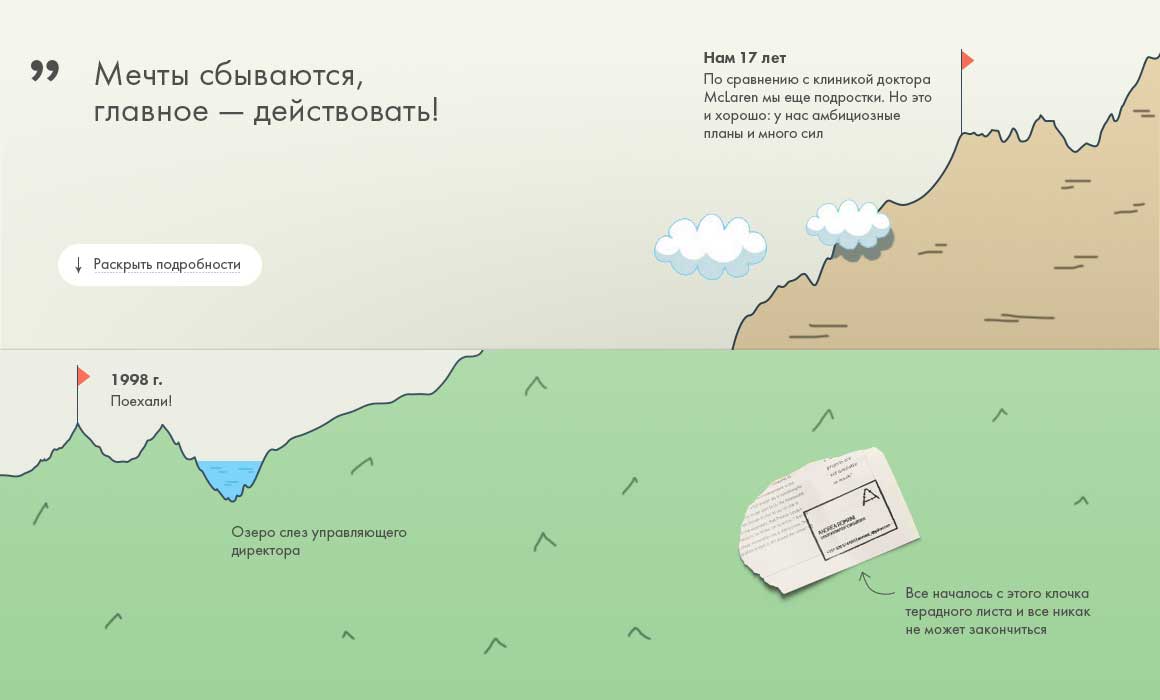 ”
Мечты сбываются,
главное — действовать!
Нам 17 лет
По сравнению с клиникой доктора
McLaren мы еще подростки. Но это
и хорошо: у нас амбициозные
планы и много сил
↓ Раскрыть подробности
1998 г.
Поехали!
Озеро слез управляющего
директора
Все началось с этого клочка
терадного листа и все никак
не может закончиться